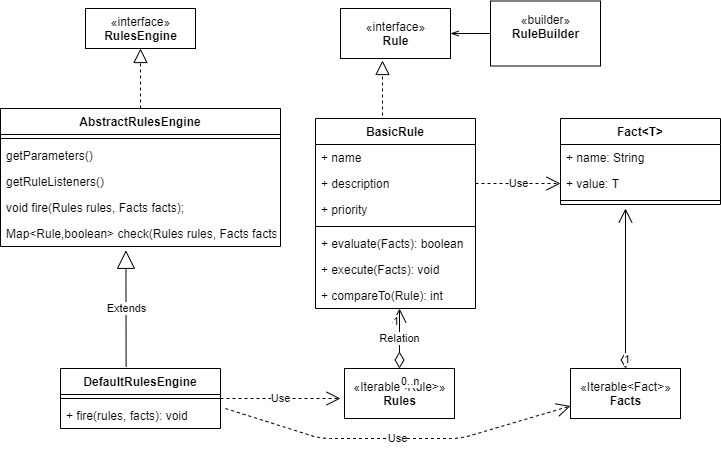 «interface»
RulesEngine
«interface»
Rule
«builder»
RuleBuilder
AbstractRulesEngine
getParameters()
getRuleListeners()
void fire(Rules rules, Facts facts);
Map<Rule,boolean> check(Rules rules, Facts facts
BasicRule
+ name
+ description
+ priority
+ evaluate(Facts): boolean
+ execute(Facts): void
+ compareTo(Rule): int
Use
Fact<T>
+ name: String
+ value: T
Extends
1
Relation
0..n
DefaultRulesEngine
+ fire(rules, facts): void
Use
«Iterable<Rule>»
Rules
1
«Iterable<Fact>»
Facts
Use